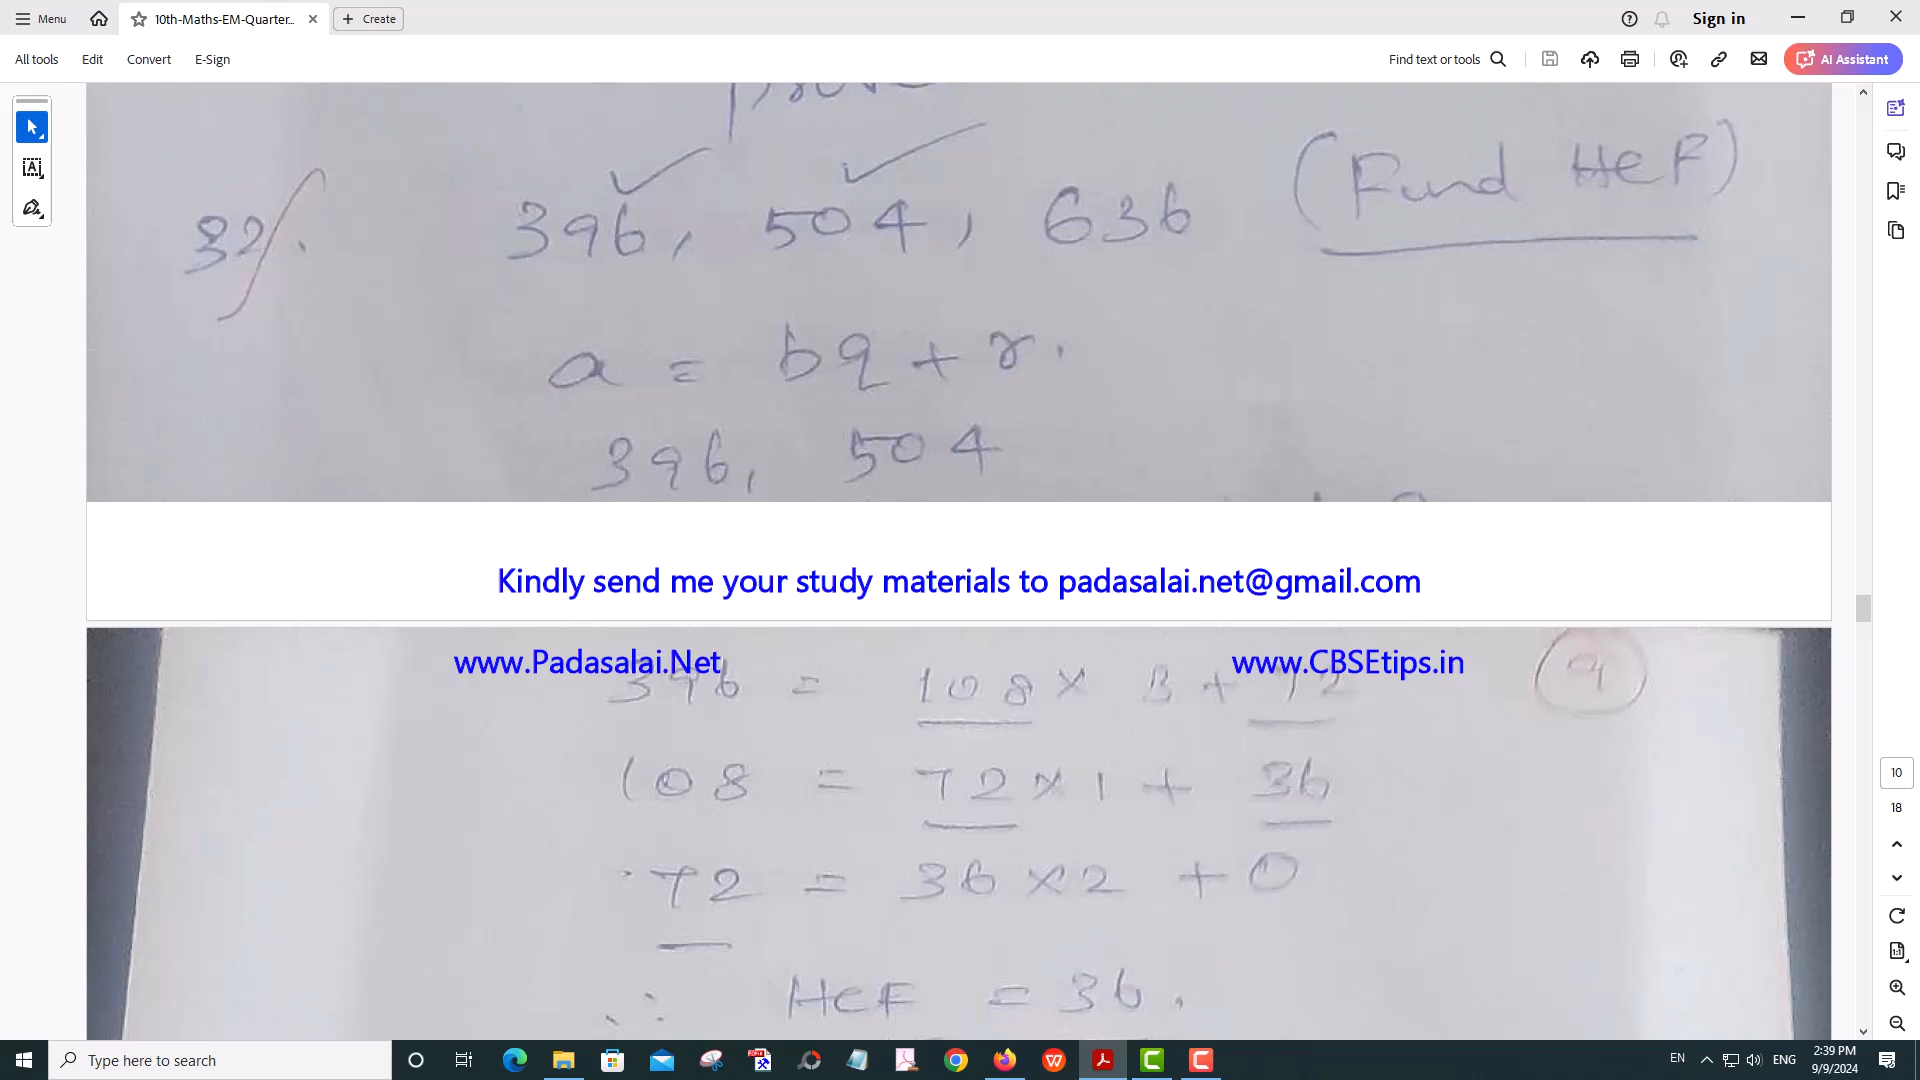 Menu
10th-Maths-EM-Quarter...
Create
Sign in
All tools
Edit
Convert
E-Sign
Find text or tools
AI Assistant
32. 396, 504, 636 (Find HCF)
a = bq + r.
396, 504
Kindly send me your study materials to padasalai.net@gmail.com
www.Padasalai.Net
www.CBSEtips.in
396 = 108 × 3 + 72
9
108 = 72 × 1 + 36
72 = 36 × 2 + 0
∴ HCF = 36.
10
18
Type here to search
EN
ENG
2:39 PM
9/9/2024